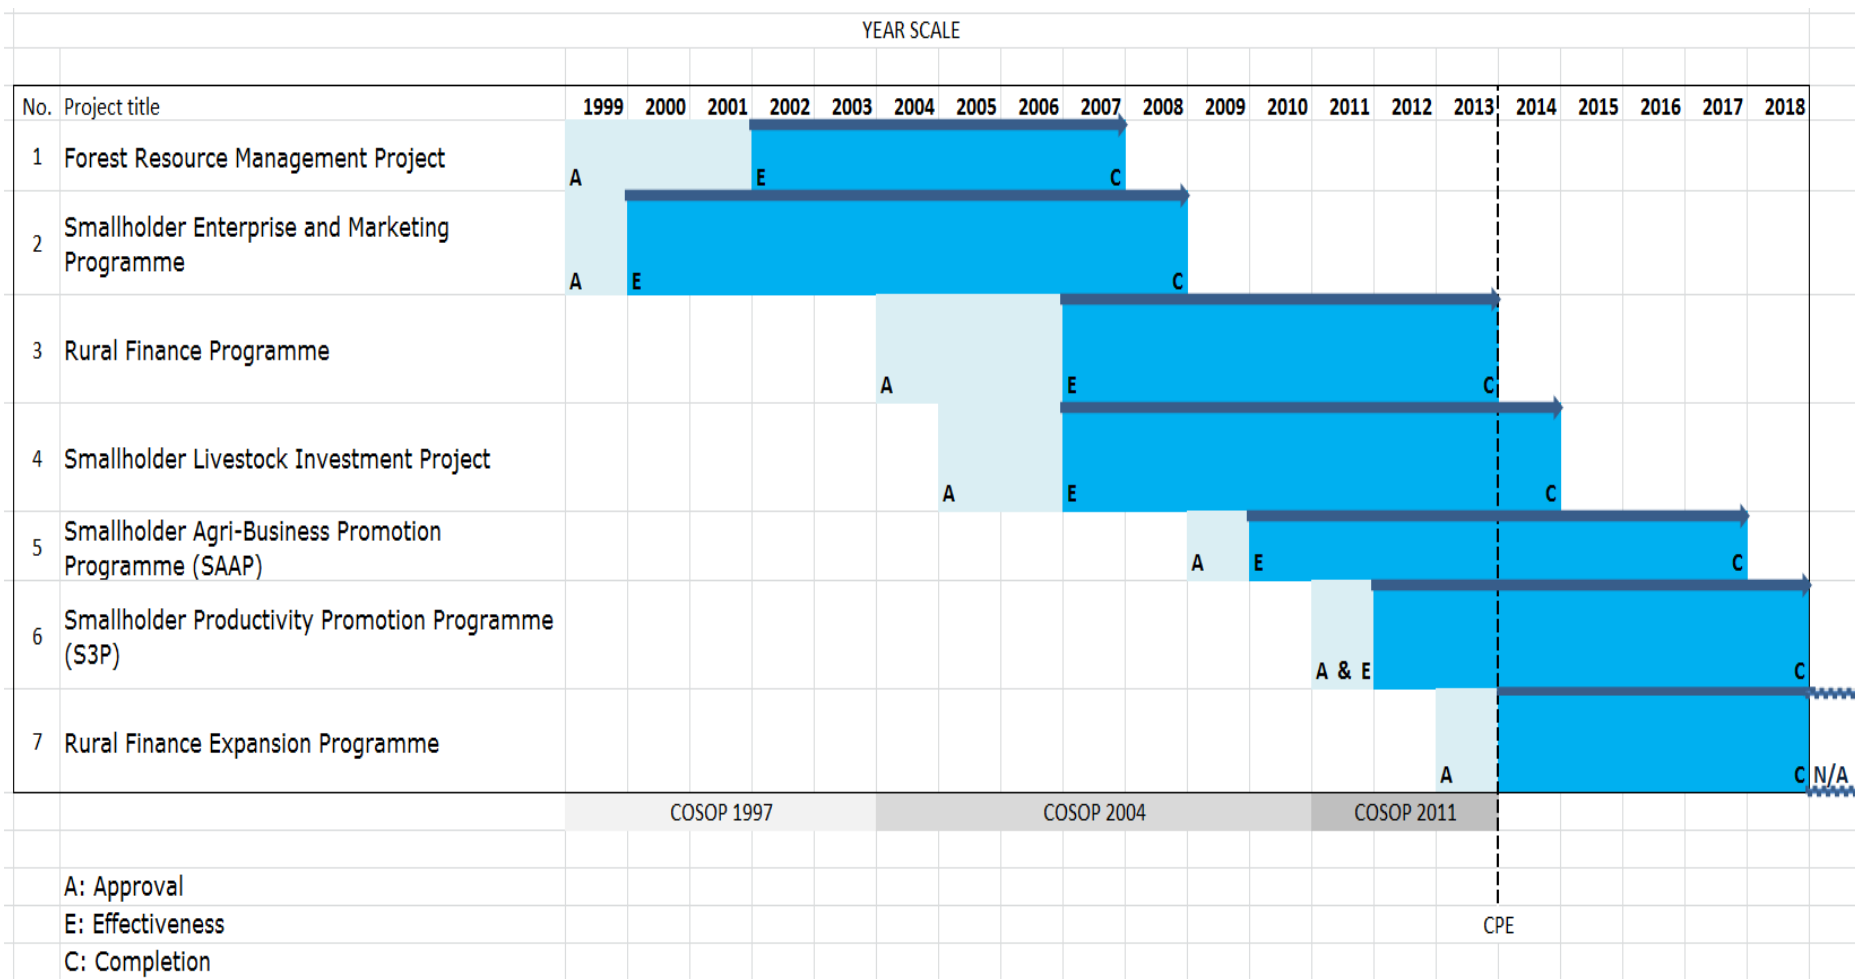 YEAR SCALE
No. Project title 1999 2000 2001 2002 2003 2004 2005 2006 2007 2008 2009 2010 2011 2012 2013 2014 2015 2016 2017 2018
1 Forest Resource Management Project
A E C
2 Smallholder Enterprise and Marketing
Programme
A E C
3 Rural Finance Programme
A E C
4 Smallholder Livestock Investment Project
A E C
5 Smallholder Agri-Business Promotion
Programme (SAAP)
A E C
6 Smallholder Productivity Promotion Programme
(S3P)
A & E C
7 Rural Finance Expansion Programme
A C N/A
COSOP 1997 COSOP 2004 COSOP 2011
A: Approval
E: Effectiveness
CPE
C: Completion